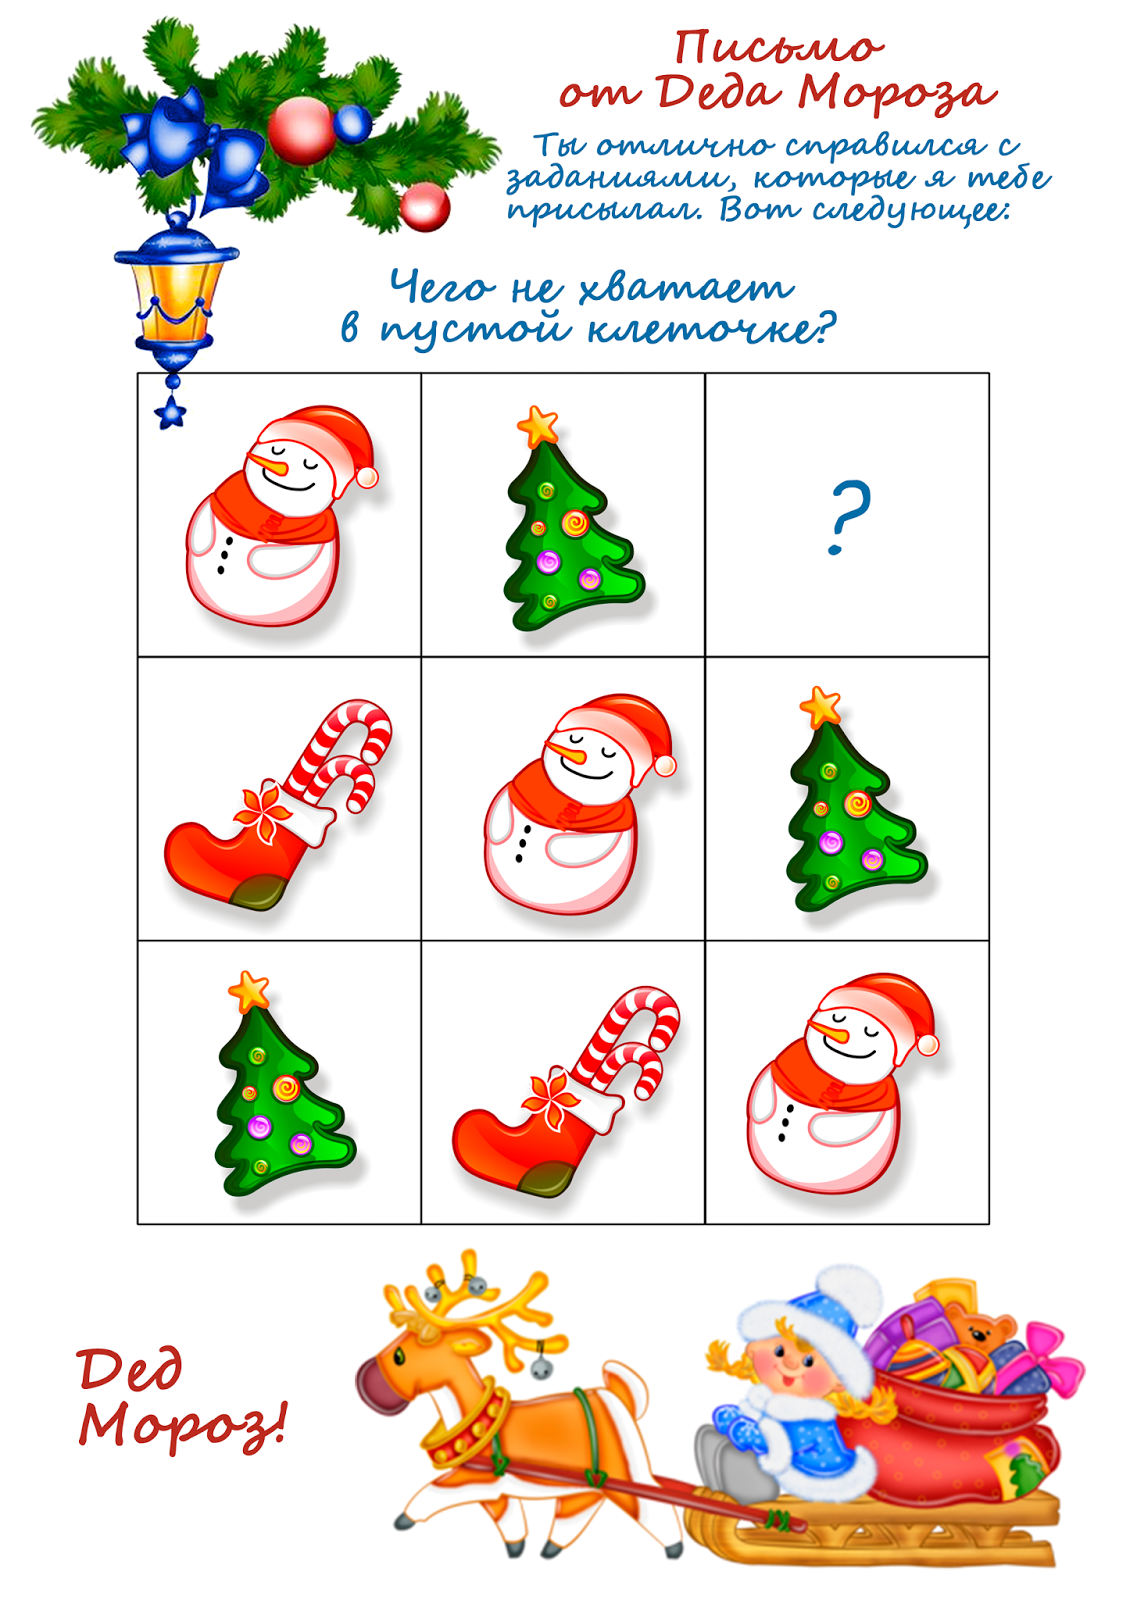 Письмо
от Деда Мороза
Ты отлично справился с
заданиями, которые я тебе
присылал. Вот следующее:
Чего не хватает
в пустой клеточке?
?
Дед
Мороз!